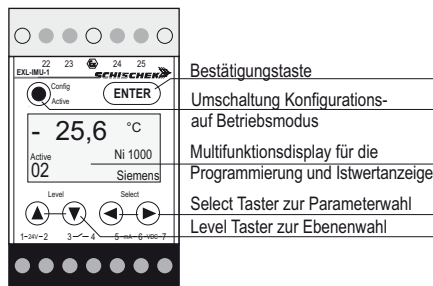 22 23 24 25
EXL-IMU-1
SCHISCHEK
Config
Active
ENTER
- 25,6 °C
Active
Ni 1000
02
Siemens
Level
Select
1-24V-2 3 4 5-mA-6-VDC-7
Bestätigungstaste
Umschaltung Konfigurations-
auf Betriebsmodus
Multifunktionsdisplay für die
Programmierung und Istwertanzeige
Select Taster zur Parameterwahl
Level Taster zur Ebenenwahl